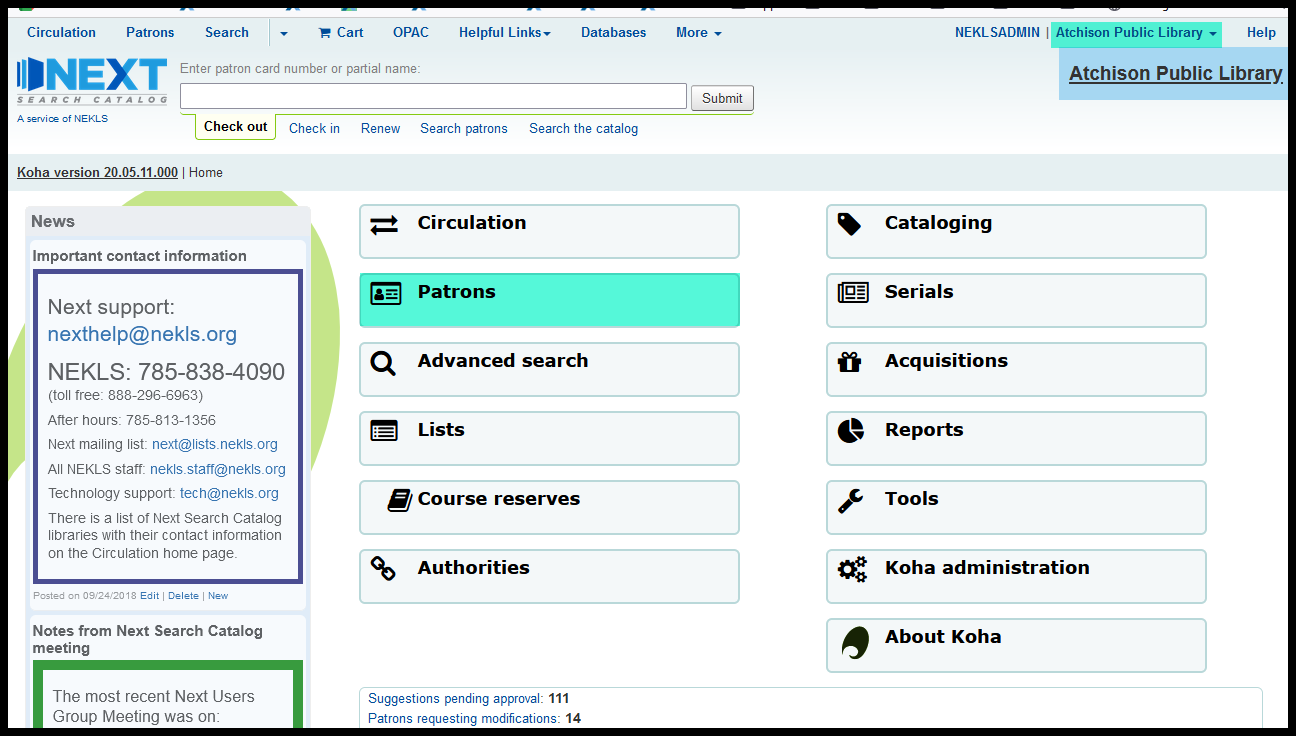 Circulation Patrons Search Cart OPAC Helpful Links Databases More NEKLSADMIN | Atchison Public Library Help
NEXT
SEARCH CATALOG
A service of NEKLS
Enter patron card number or partial name:
Submit
Check out Check in Renew Search patrons Search the catalog
Atchison Public Library
Koha version 20.05.11.000 | Home
News
Important contact information
Next support:
nexthelp@nekls.org
NEKLS: 785-838-4090
(toll free: 888-296-6963)
After hours: 785-813-1356
Next mailing list: next@lists.nekls.org
All NEKLS staff: nekls.staff@nekls.org
Technology support: tech@nekls.org
There is a list of Next Search Catalog
libraries with their contact information
on the Circulation home page.
Posted on 09/24/2018 Edit | Delete | New
Notes from Next Search Catalog
meeting
The most recent Next Users
Group Meeting was on:
Circulation
Patrons
Advanced search
Lists
Course reserves
Authorities
Cataloging
Serials
Acquisitions
Reports
Tools
Koha administration
About Koha
Suggestions pending approval: 111
Patrons requesting modifications: 14